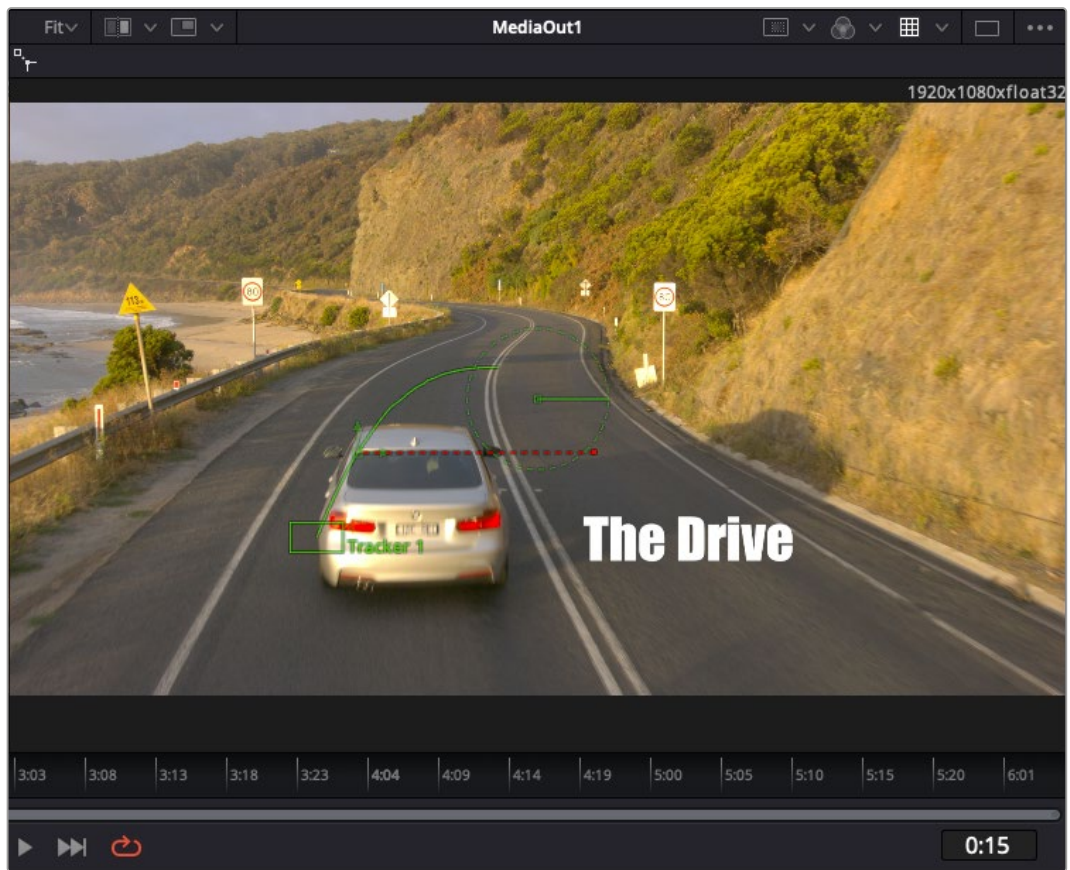 Fit
MediaOut1
1920x1080xfloat32
113m
80
80
Tracker 1
The Drive
3:03 3:08 3:13 3:18 3:23 4:04 4:09 4:14 4:19 5:00 5:05 5:10 5:15 5:20 6:01
0:15